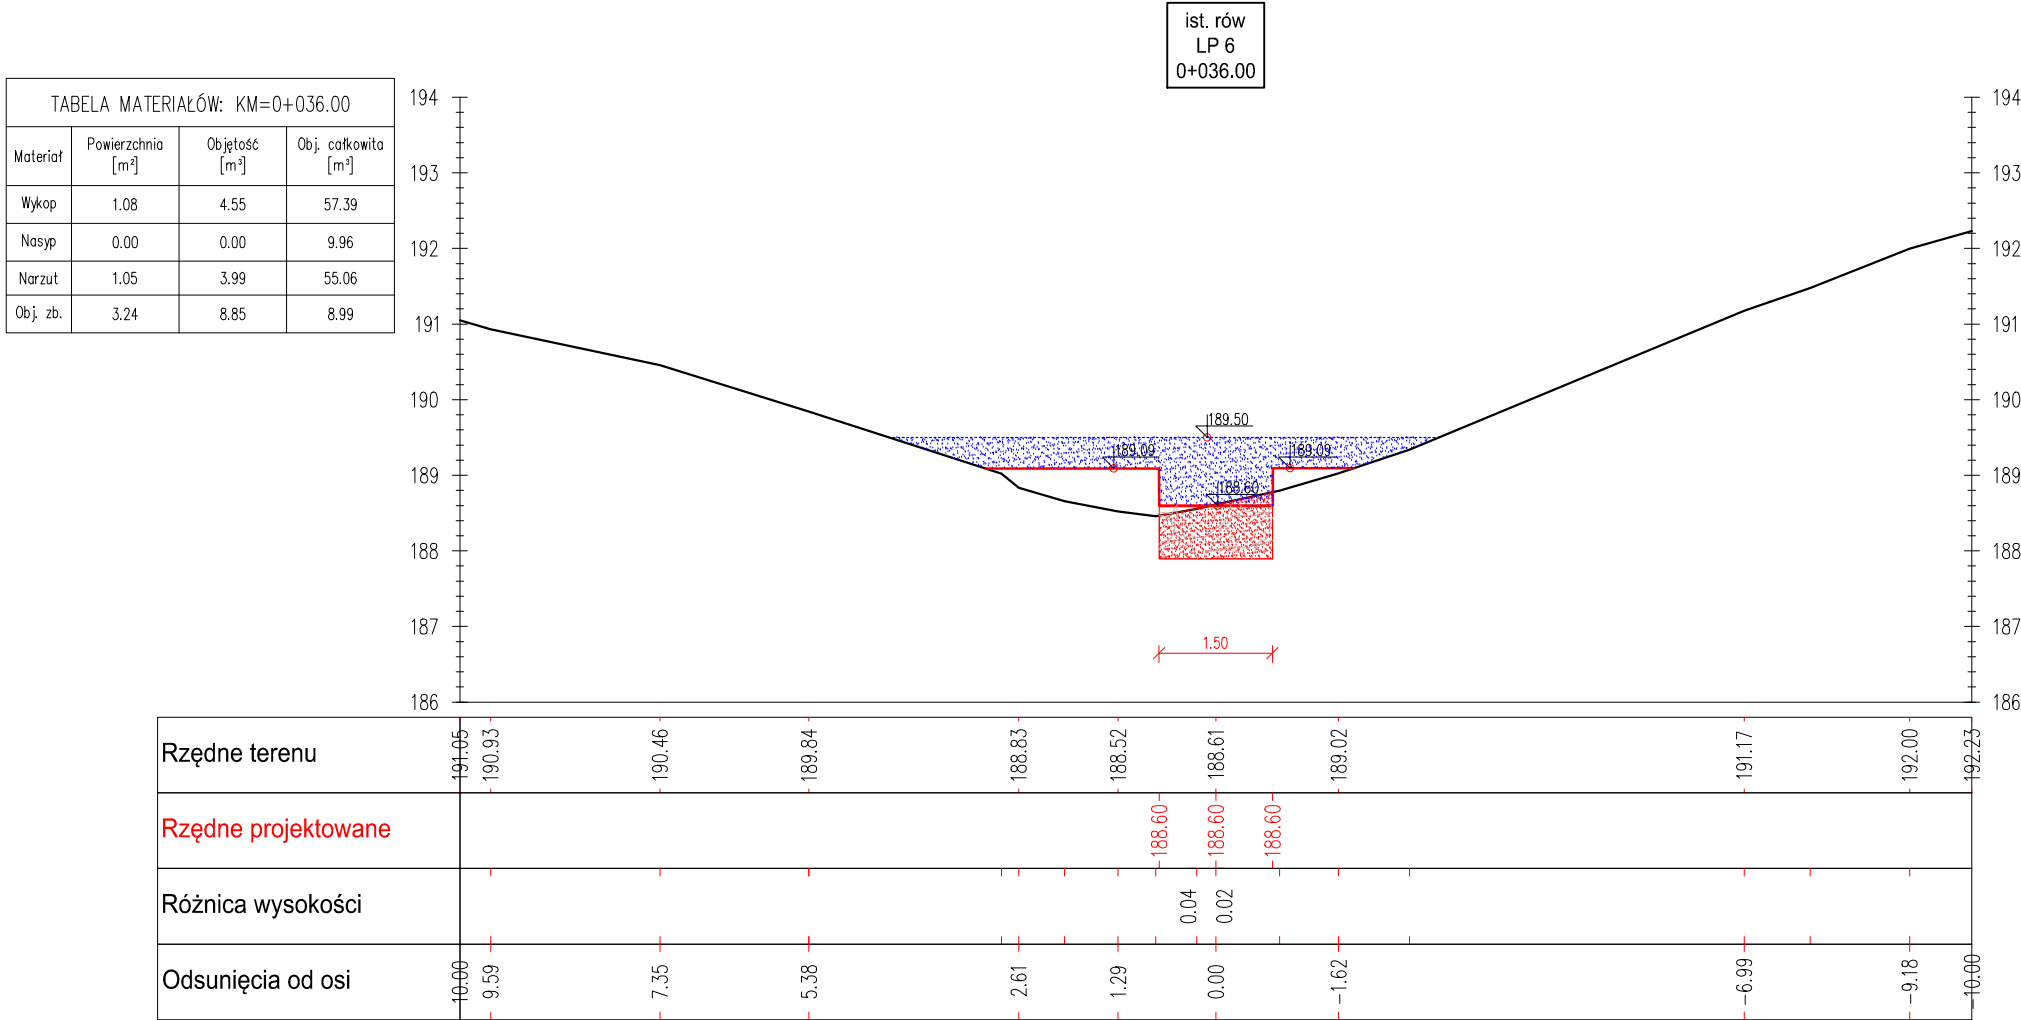 ist. rów
LP 6
0+036.00
TABELA MATERIAŁÓW: KM=0+036.00
Materiał Powierzchnia [m²] Objętość [m³] Obj. całkowita [m³]
Wykop 1.08 4.55 57.39
Nasyp 0.00 0.00 9.96
Narzut 1.05 3.99 55.06
Obj. zb. 3.24 8.85 8.99
194 194
193 193
192 192
191 191
190 190
189.50
189.09 189.09
189 189
188.60
188 188
187 187
1.50
186 186
Rzędne terenu 191.05 190.93 190.46 189.84 188.83 188.52 188.61 189.02 191.17 192.00 192.23
Rzędne projektowane 188.60 188.60 188.60
Różnica wysokości 0.04 0.02
Odsunięcia od osi 10.00 9.59 7.35 5.38 2.61 1.29 0.00 -1.62 -6.99 -9.18 -10.00